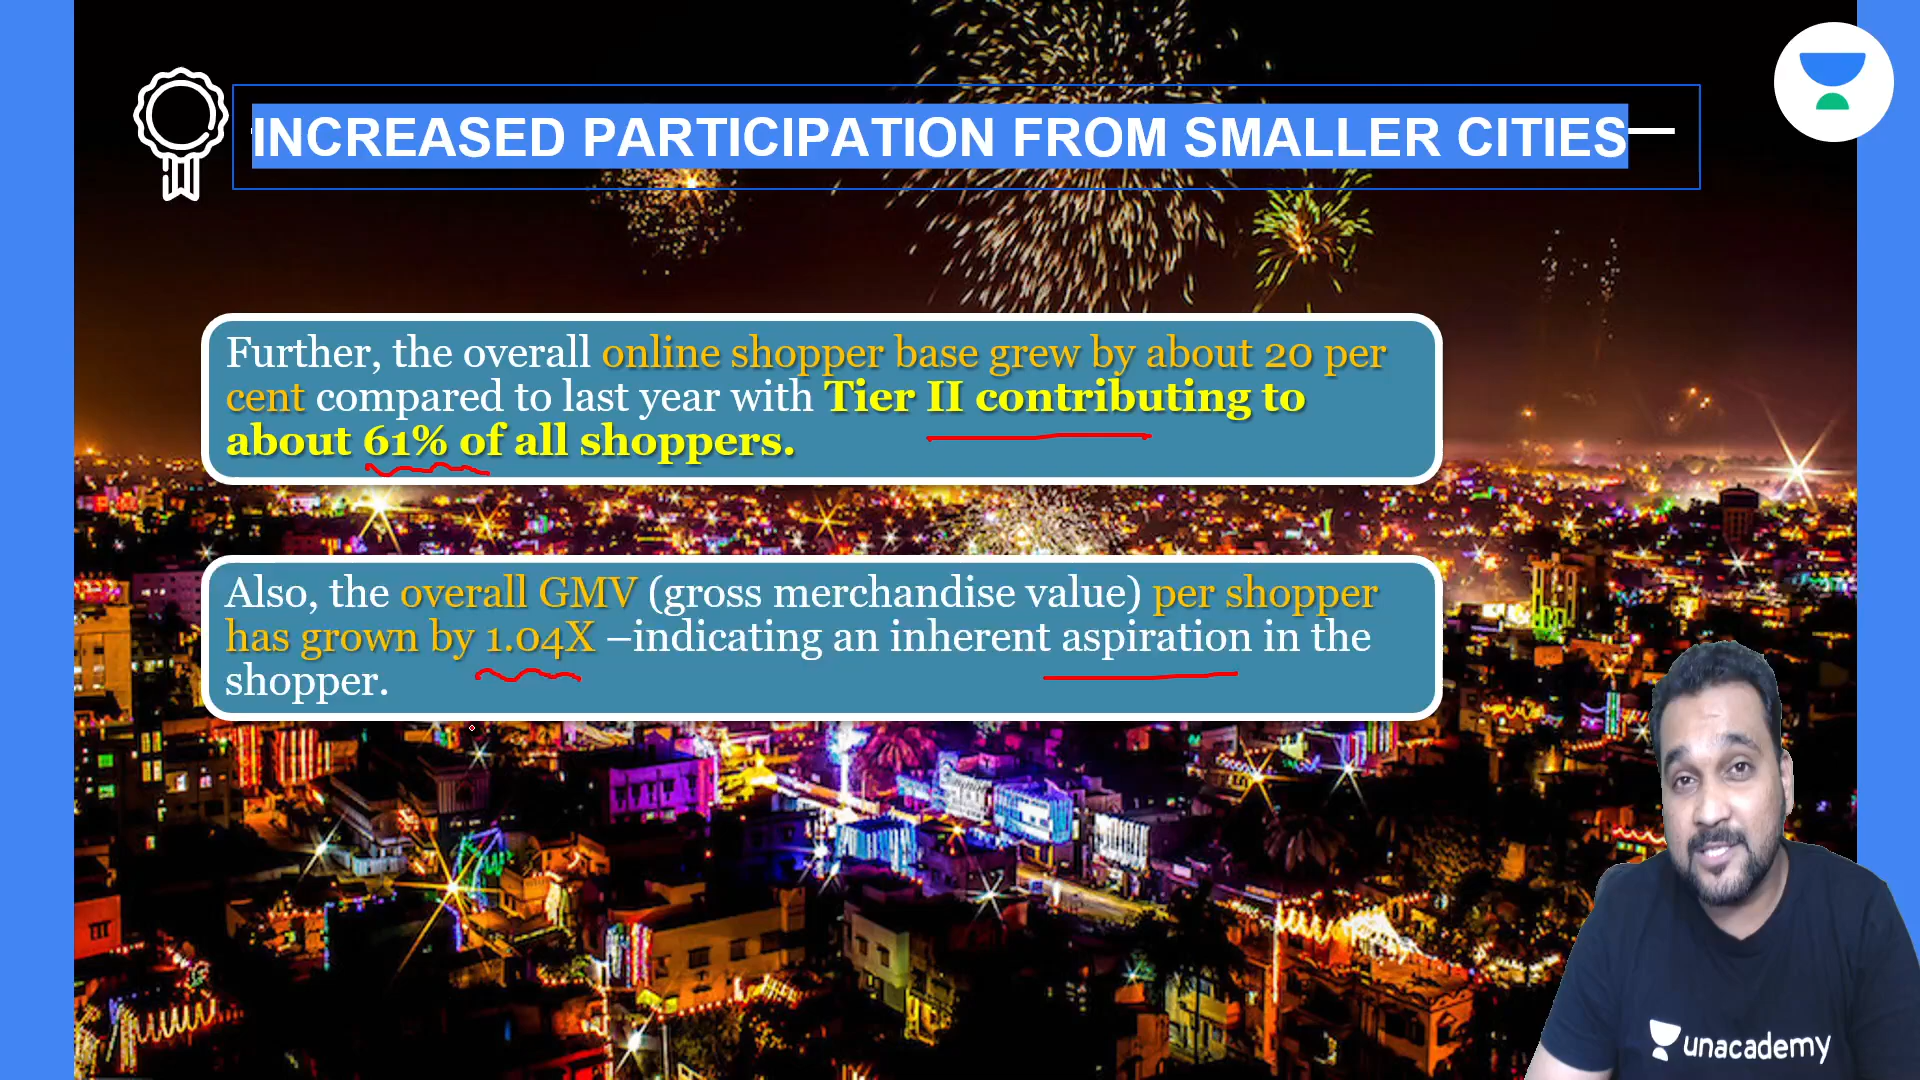 INCREASED PARTICIPATION FROM SMALLER CITIES—
Further, the overall online shopper base grew by about 20 per
cent compared to last year with Tier II contributing to
about 61% of all shoppers.
Also, the overall GMV (gross merchandise value) per shopper
has grown by 1.04X –indicating an inherent aspiration in the
shopper.
unacademy